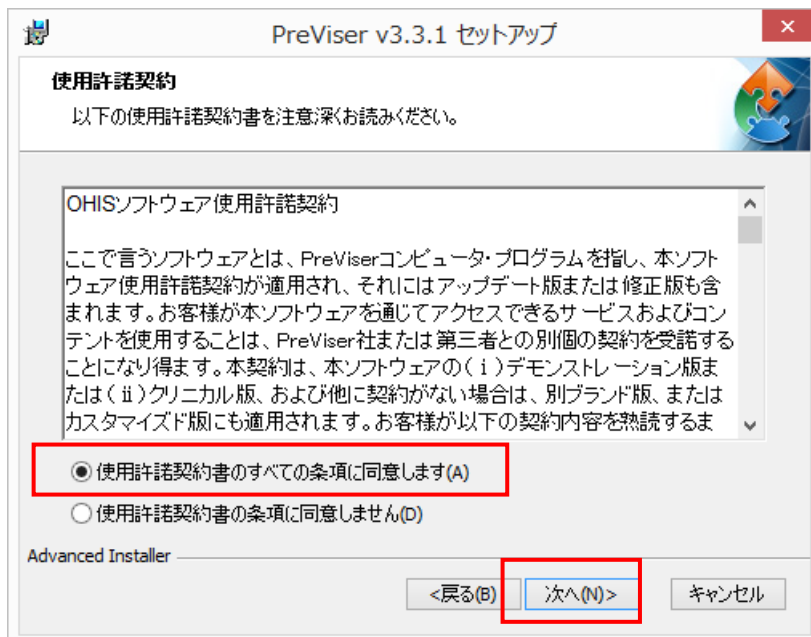 PreViser v3.3.1 セットアップ
使用許諾契約
以下の使用許諾契約書を注意深くお読みください。
OHISソフトウェア使用許諾契約
ここで言うソフトウェアとは、PreViserコンピュータ・プログラムを指し、本ソフト
ウェア使用許諾契約が適用され、それにはアップデート版または修正版も含
まれます。お客様が本ソフトウェアを通じてアクセスできるサービスおよびコン
テントを使用することは、PreViser社または第三者との別個の契約を受諾する
ことになり得ます。本契約は、本ソフトウェアの(ⅰ)デモンストレーション版ま
たは(ⅱ)クリニカル版、および他に契約がない場合は、別ブランド版、または
カスタマイズド版にも適用されます。お客様が以下の契約内容を熟読するま
使用許諾契約書のすべての条項に同意します(A)
使用許諾契約書の条項に同意しません(D)
Advanced Installer
<戻る(B) 次へ(N)> キャンセル